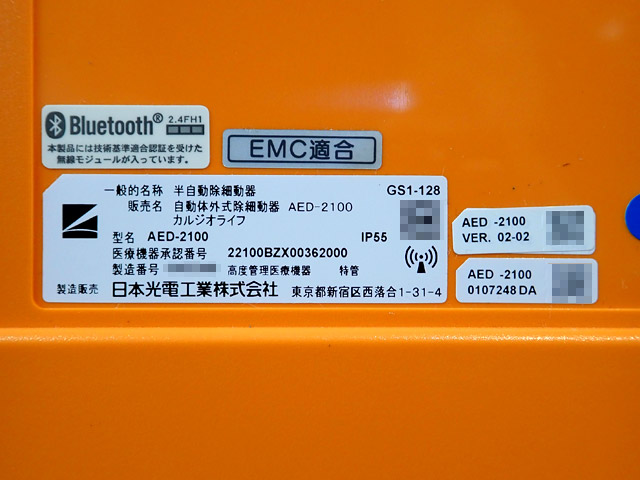 Bluetooth® 2.4FH1
本製品には技術基準適合認証を受けた
無線モジュールが入っています。
EMC適合
一般的名称 半自動除細動器 GS1-128
販売名 自動体外式除細動器 AED-2100
カルジオライフ
型名 AED-2100 IP55
医療機器承認番号 22100BZX00362000
製造番号 高度管理医療機器 特管
製造販売 日本光電工業株式会社 東京都新宿区西落合1-31-4
AED -2100
VER. 02-02
AED -2100
0107248DA